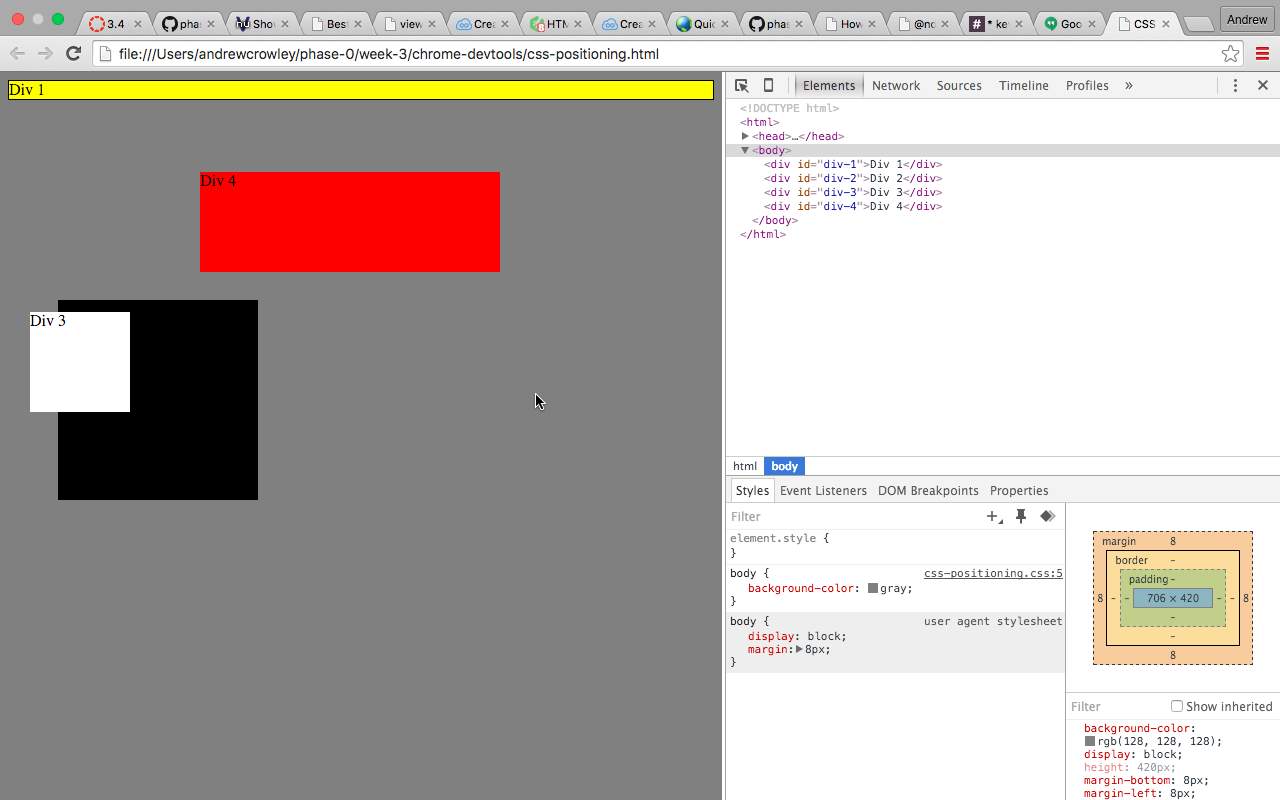 3.4 pha: Sho Best view Crea HTM Crea Quic pha: How @no * ke Goo CSS Andrew
file:///Users/andrewcrowley/phase-0/week-3/chrome-devtools/css-positioning.html
Div 1
Div 4
Div 3
Elements Network Sources Timeline Profiles »
<!DOCTYPE html>
<html>
<head>…</head>
<body>
<div id="div-1">Div 1</div>
<div id="div-2">Div 2</div>
<div id="div-3">Div 3</div>
<div id="div-4">Div 4</div>
</body>
</html>
html body
Styles Event Listeners DOM Breakpoints Properties
Filter
element.style {
}
body { css-positioning.css:5
background-color: gray;
}
body { user agent stylesheet
display: block;
margin: 8px;
}
margin 8
border -
padding -
8 - - 706 × 420 - - 8
-
-
8
Filter Show inherited
background-color:
rgb(128, 128, 128);
display: block;
height: 420px;
margin-bottom: 8px;
margin-left: 8px;